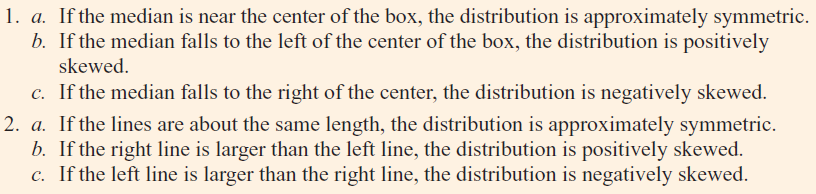 1. a. If the median is near the center of the box, the distribution is approximately symmetric.
b. If the median falls to the left of the center of the box, the distribution is positively
skewed.
c. If the median falls to the right of the center, the distribution is negatively skewed.
2. a. If the lines are about the same length, the distribution is approximately symmetric.
b. If the right line is larger than the left line, the distribution is positively skewed.
c. If the left line is larger than the right line, the distribution is negatively skewed.